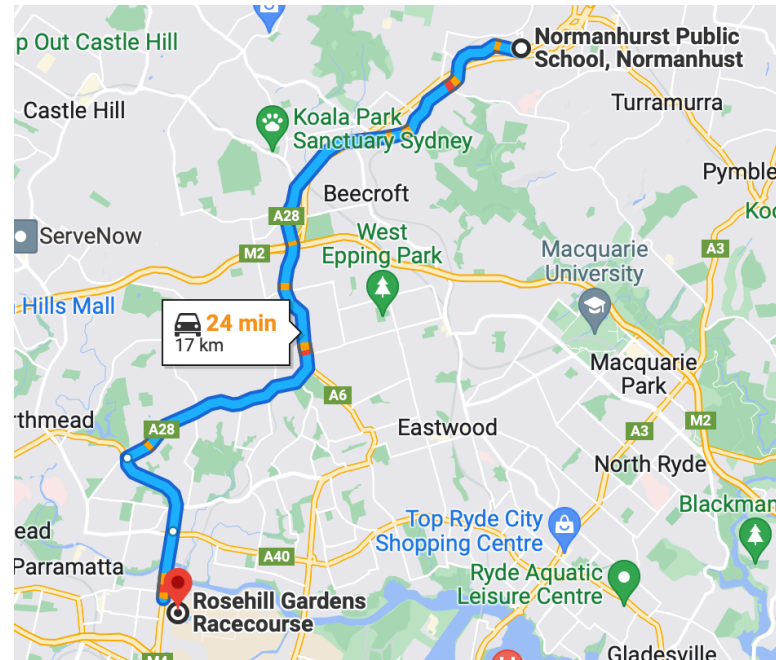 p Out Castle Hill
Normanhurst Public
School, Normanhust
Castle Hill
Turramurra
Koala Park
Sanctuary Sydney
Pymble
Beecroft
Koo
A28
ServeNow
West
Epping Park
M2
A3
Macquarie
University
Hills Mall
24 min
17 km
Macquarie
Park
A6
rthmead
A28
Eastwood
A3
M2
North Ryde
Blackman
Top Ryde City
Shopping Centre
ead
A40
Parramatta
Ryde Aquatic
Leisure Centre
Rosehill Gardens
Racecourse
Gladesville
M4